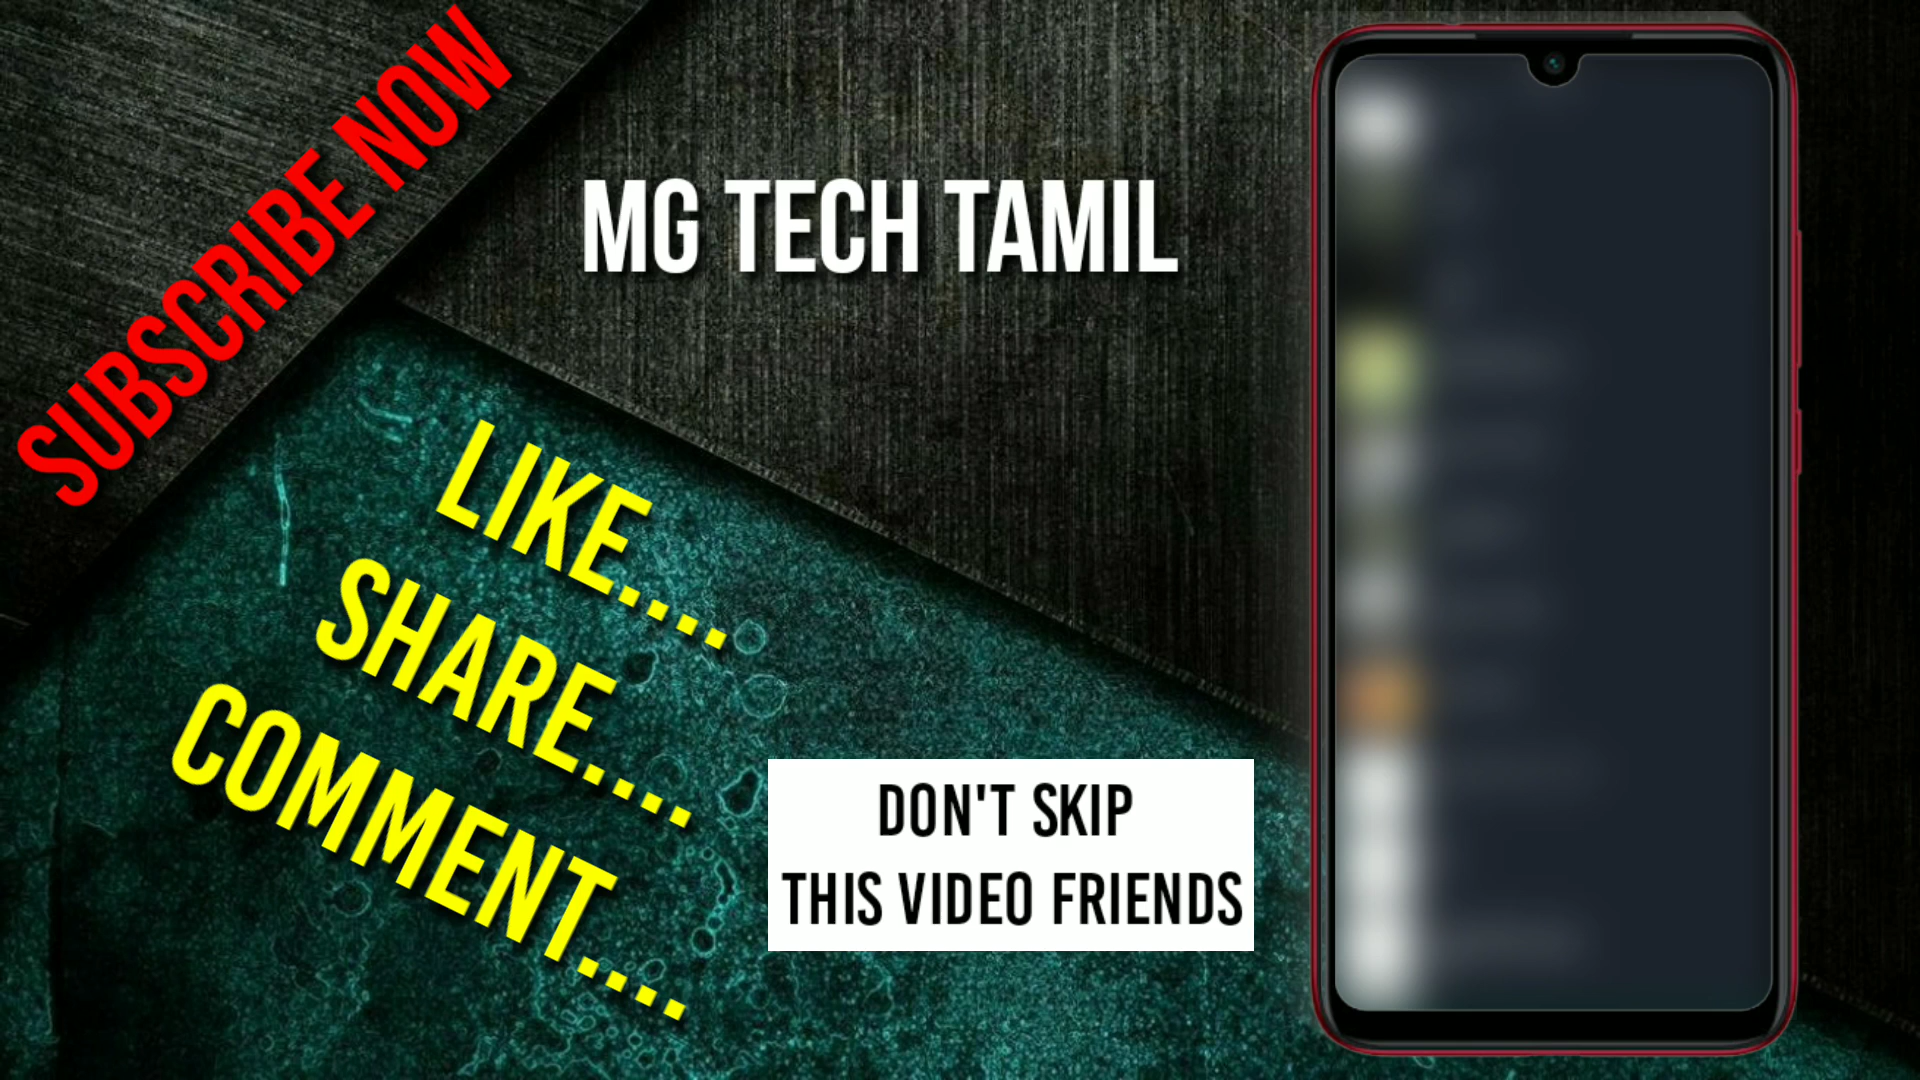 SUBSCRIBE NOW
MG TECH TAMIL
LIKE....
SHARE....
COMMENT....
DON'T SKIP
THIS VIDEO FRIENDS